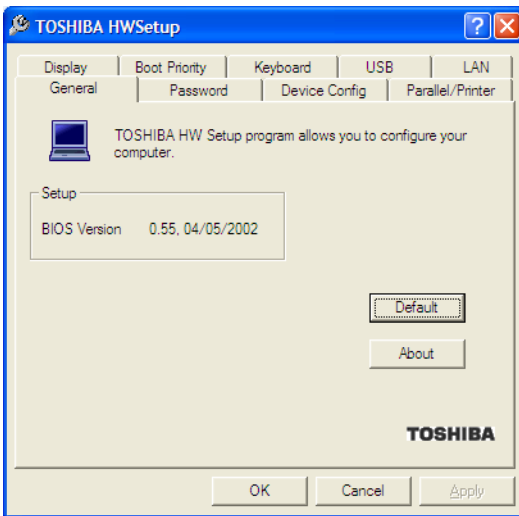 TOSHIBA HWSetup
Display Boot Priority Keyboard USB LAN
General Password Device Config Parallel/Printer
TOSHIBA HW Setup program allows you to configure your
computer.
Setup
BIOS Version 0.55, 04/05/2002
Default
About
TOSHIBA
OK Cancel Apply